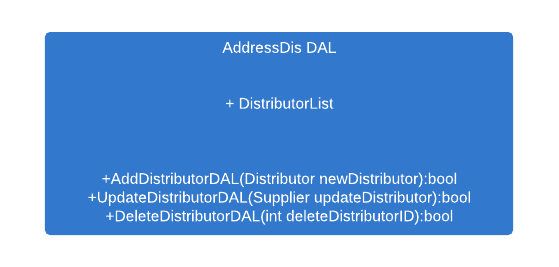 AddressDis DAL
+ DistributorList
+AddDistributorDAL(Distributor newDistributor):bool
+UpdateDistributorDAL(Supplier updateDistributor):bool
+DeleteDistributorDAL(int deleteDistributorID):bool